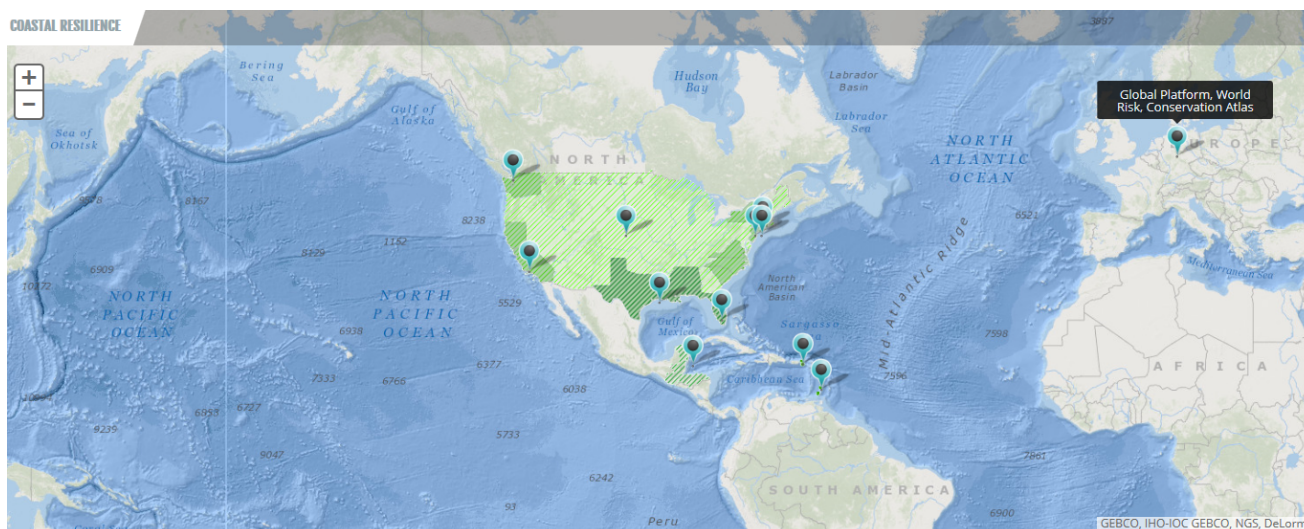 COASTAL RESILIENCE
+
−
3887
Bering
Sea
Hudson
Bay
Labrador
Basin
Gulf of
Alaska
Labrador
Sea
Sea of
Okhotsk
Global Platform, World
Risk, Conservation Atlas
NORTH
ATLANTIC
OCEAN
EUROPE
NORTH
AMERICA
8167
8238
6521
1182
8129
Mid-Atlantic Ridge
Mediterranean Sea
6909
North
American
Basin
NORTH
PACIFIC
OCEAN
NORTH
PACIFIC
OCEAN
5529
Gulf of
Mexico
Sargasso
6938
7598
AFRICA
6377
7333
6766
6038
Caribbean Sea
7596
6727
9239
5733
9047
7861
6242
SOUTH AMERICA
93
Peru
6900
GEBCO, IHO-IOC GEBCO, NGS, DeLorr